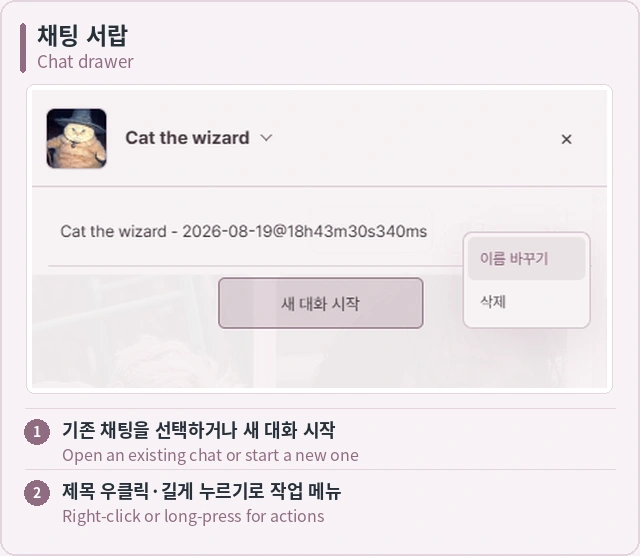 채팅 서랍
Chat drawer
Cat the wizard
Cat the wizard - 2026-08-19@18h43m30s340ms
이름 바꾸기
새 대화 시작
삭제
1 기존 채팅을 선택하거나 새 대화 시작
Open an existing chat or start a new one
2 제목 우클릭·길게 누르기로 작업 메뉴
Right-click or long-press for actions